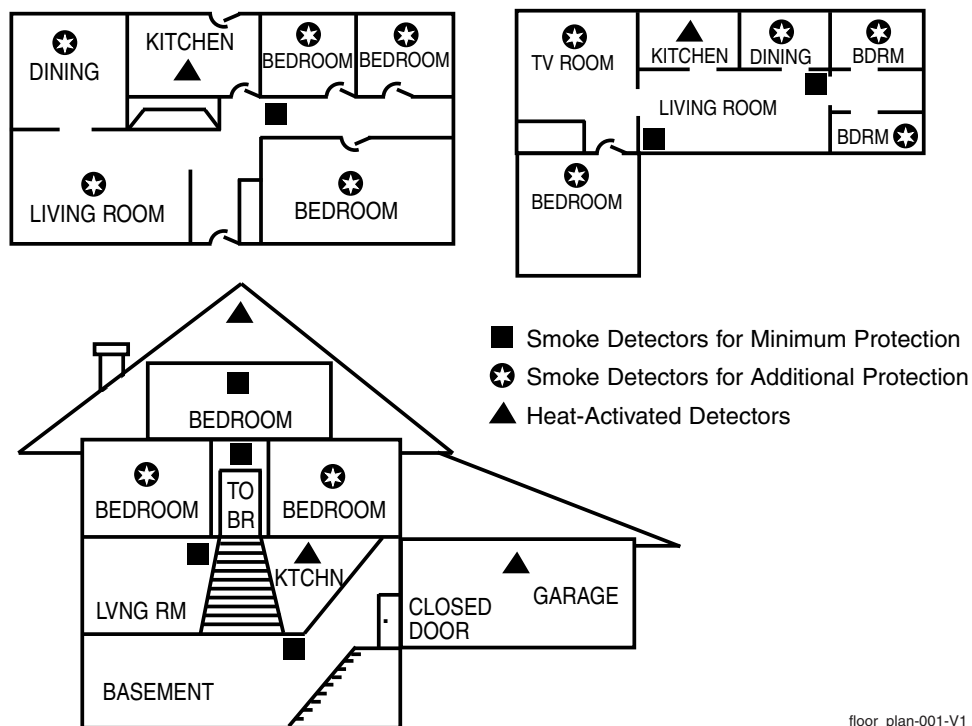 KITCHEN
DINING
BEDROOM
BEDROOM
LIVING ROOM
BEDROOM
TV ROOM
KITCHEN
DINING
BDRM
LIVING ROOM
BDRM
BEDROOM
Smoke Detectors for Minimum Protection
Smoke Detectors for Additional Protection
Heat-Activated Detectors
BEDROOM
BEDROOM
TO
BR
BEDROOM
LVNG RM
KTCHN
CLOSED
DOOR
GARAGE
BASEMENT
floor_plan-001-V1